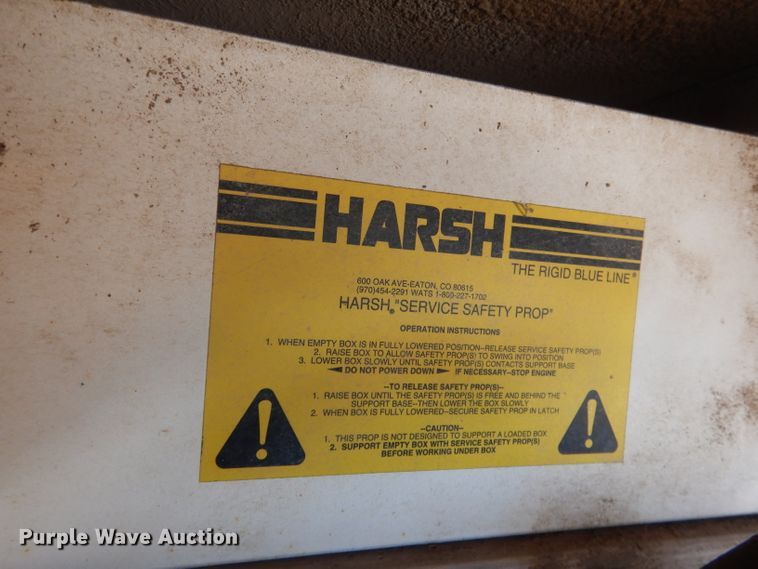 HARSH
THE RIGID BLUE LINE®
600 OAK AVE-EATON, CO 80615
(970)454-2291 WATS 1-800-227-1702
HARSH® "SERVICE SAFETY PROP"
OPERATION INSTRUCTIONS
1. WHEN EMPTY BOX IS IN FULLY LOWERED POSITION--RELEASE SERVICE SAFETY PROP(S)
2. RAISE BOX TO ALLOW SAFETY PROP(S) TO SWING INTO POSITION
3. LOWER BOX SLOWLY UNTIL SAFETY PROP(S) CONTACTS SUPPORT BASE
DO NOT POWER DOWN IF NECESSARY--STOP ENGINE
--TO RELEASE SAFETY PROP(S)--
1. RAISE BOX UNTIL THE SAFETY PROP(S) IS FREE AND BEHIND THE
SUPPORT BASE--THEN LOWER THE BOX SLOWLY
2. WHEN BOX IS FULLY LOWERED--SECURE SAFETY PROP IN LATCH
--CAUTION--
1. THIS PROP IS NOT DESIGNED TO SUPPORT A LOADED BOX
2. SUPPORT EMPTY BOX WITH SERVICE SAFETY PROP(S)
BEFORE WORKING UNDER BOX
Purple Wave Auction